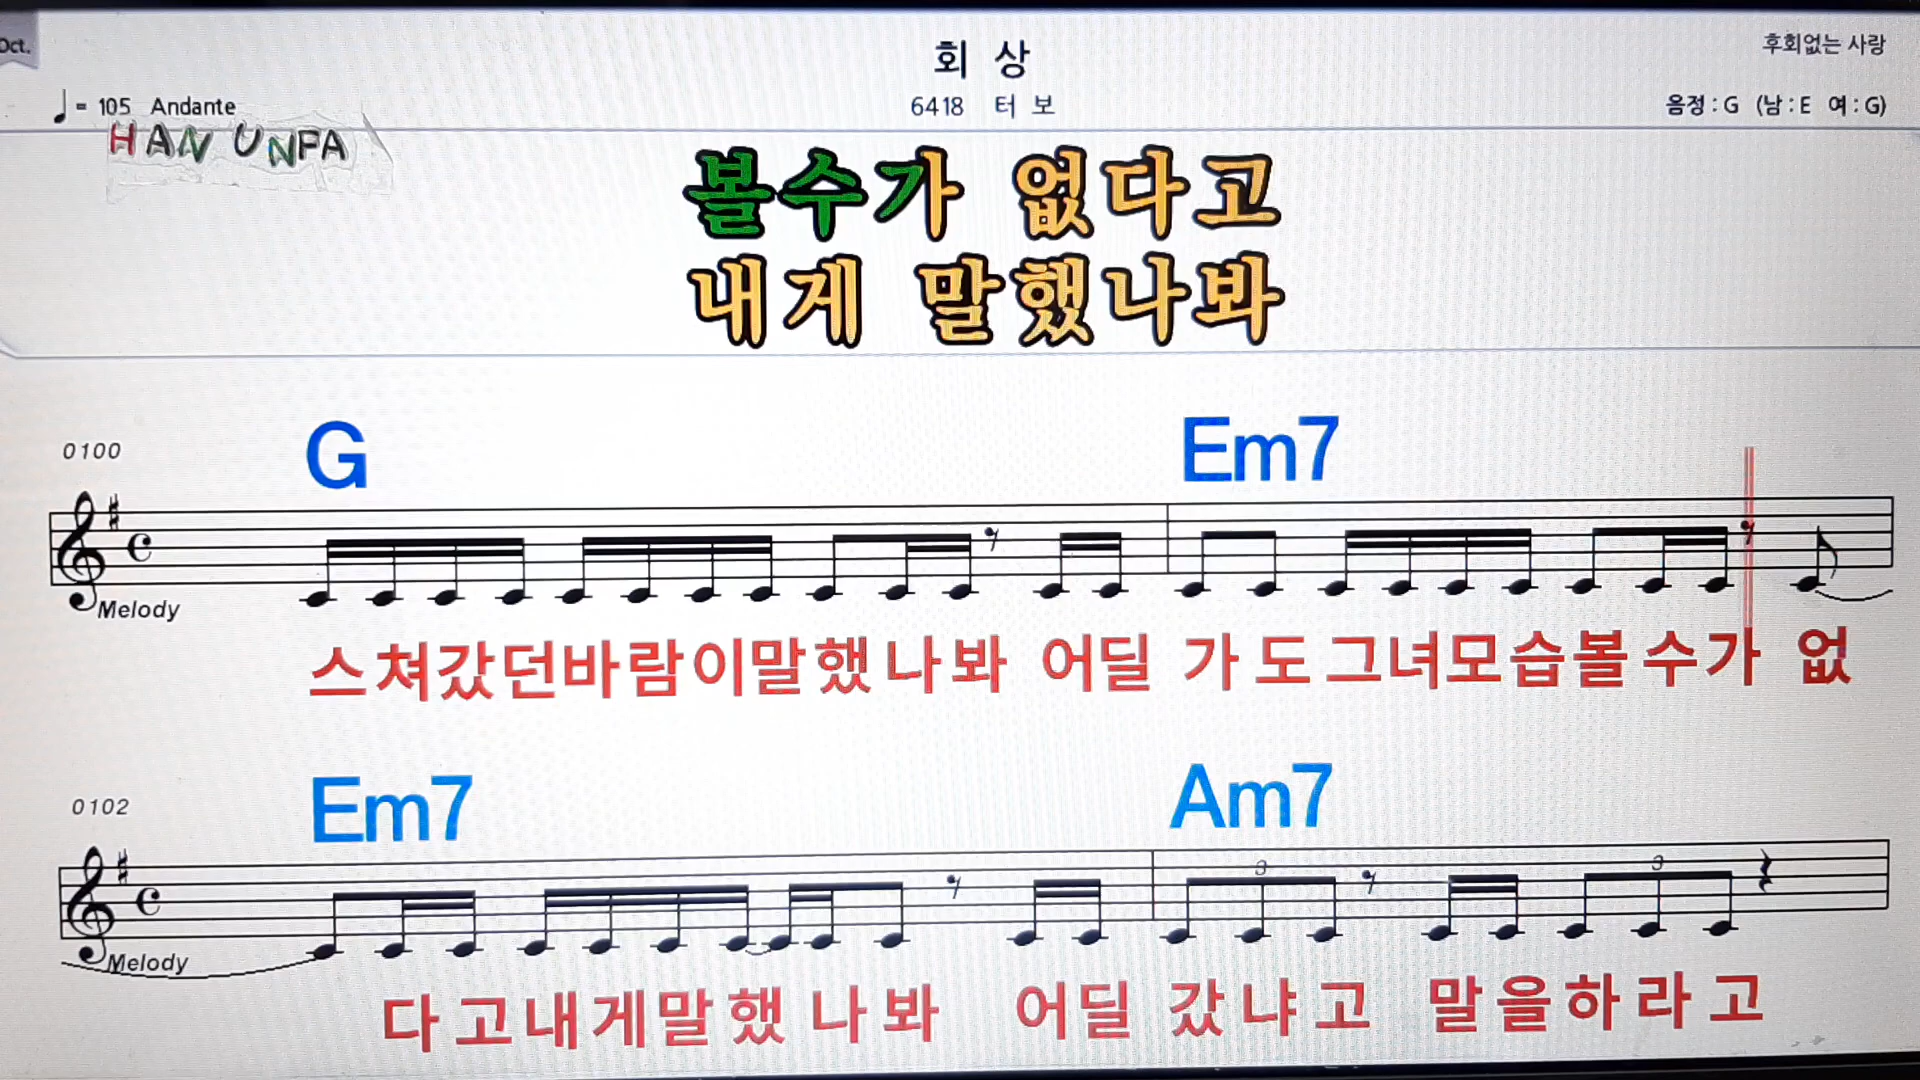 Oct.
회 상
후회없는 사랑
♩= 105 Andante
6418 터 보
음정 : G (남 : E 여 : G)
HAN UNPA
볼수가 없다고
내게 말했나봐
G Em7
0100
Melody
스쳐갔던바람이말했나봐 어딜 가도그녀모습볼수가 없
Em7 Am7
0102
3 3
Melody
다고내게말했나봐 어딜 갔냐고 말을하라고